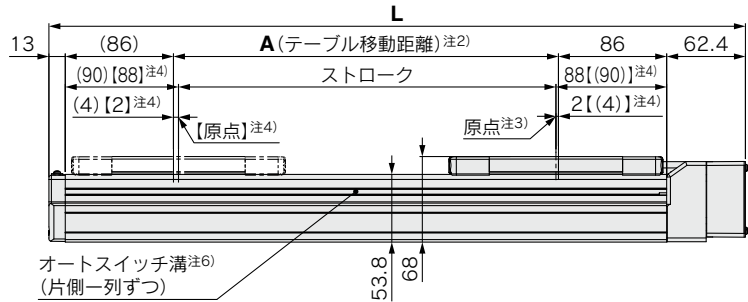 L
13
(86)
A(テーブル移動距離)注2)
86
62.4
(90)【88】注4)
ストローク
88【(90)】注4)
(4)【2】注4)
【原点】注4)
原点注3)
2【(4)】注4)
オートスイッチ溝注6)
(片側一列ずつ)
53.8
68